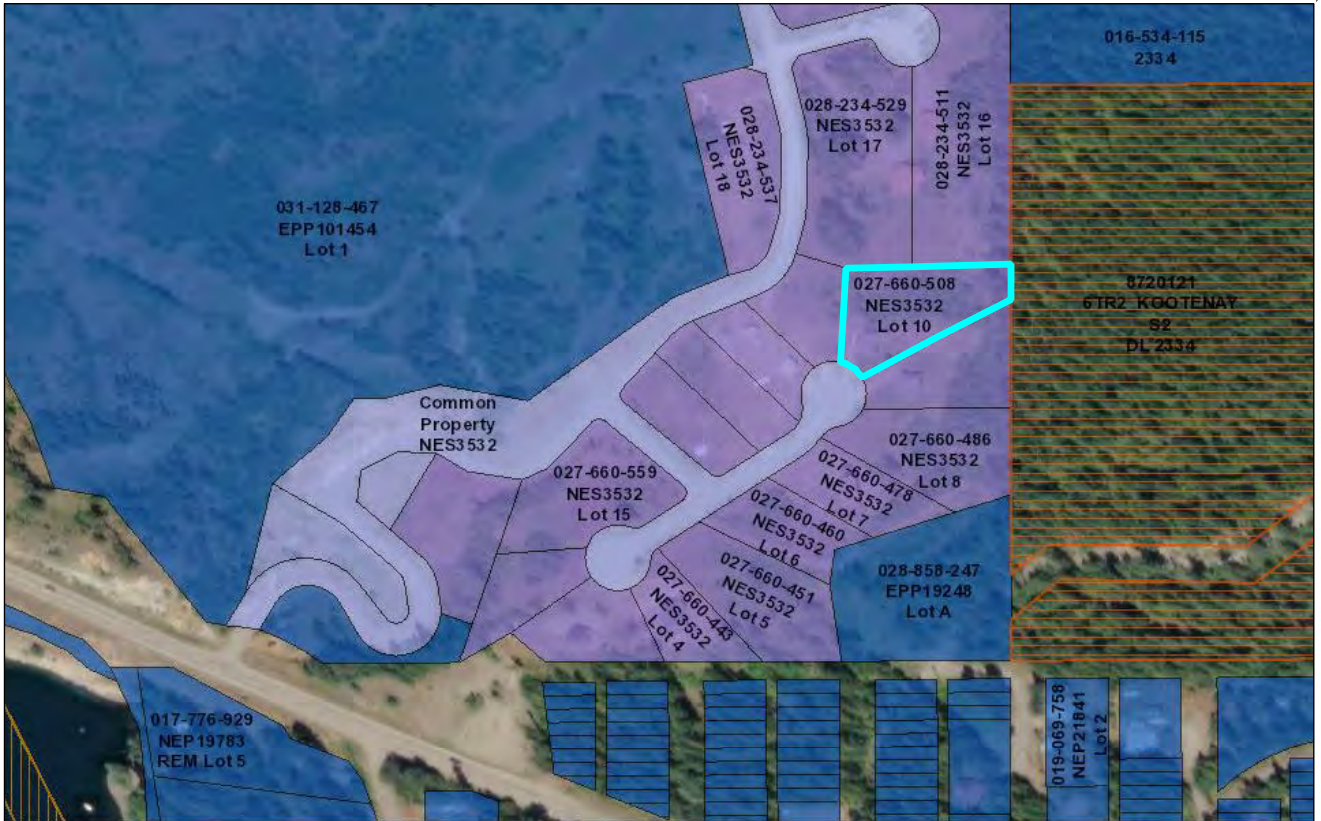 016-534-115
2334
028-234-529
NES3532
Lot 17
028-234-537
NES3532
Lot 18
028-234-511
NES3532
Lot 16
031-128-467
EPP101454
Lot 1
027-660-508
NES3532
Lot 10
8720121
6TR2_KOOTENAY
S2
DL 2334
Common
Property
NES3532
027-660-559
NES3532
Lot 15
027-660-486
NES3532
Lot 8
027-660-478
NES3532
Lot 7
027-660-460
NES3532
Lot 6
027-660-451
NES3532
Lot 5
027-660-443
NES3532
Lot 4
028-858-247
EPP19248
Lot A
017-776-929
NEP19783
REM Lot 5
019-069-758
NEP21841
Lot 2